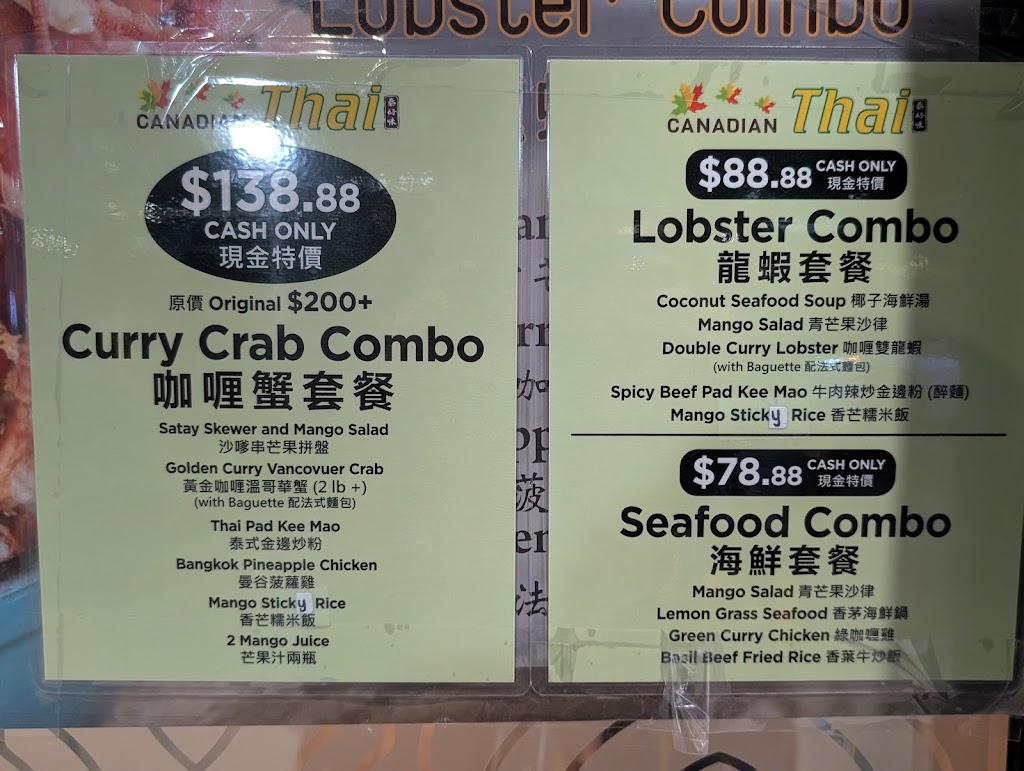 Lobster Combo
CANADIAN Thai 泰好味
$138.88
CASH ONLY
現金特價
原價 Original $200+
Curry Crab Combo
咖喱蟹套餐
Satay Skewer and Mango Salad
沙嗲串芒果拼盤
Golden Curry Vancovuer Crab
黃金咖喱溫哥華蟹 (2 lb +)
(with Baguette 配法式麵包)
Thai Pad Kee Mao
泰式金邊炒粉
Bangkok Pineapple Chicken
曼谷菠蘿雞
Mango Sticky Rice
香芒糯米飯
2 Mango Juice
芒果汁兩瓶
CANADIAN Thai 泰好味
$88.88 CASH ONLY
現金特價
Lobster Combo
龍蝦套餐
Coconut Seafood Soup 椰子海鮮湯
Mango Salad 青芒果沙律
Double Curry Lobster 咖喱雙龍蝦
(with Baguette 配法式麵包)
Spicy Beef Pad Kee Mao 牛肉辣炒金邊粉 (醉麵)
Mango Sticky Rice 香芒糯米飯
$78.88 CASH ONLY
現金特價
Seafood Combo
海鮮套餐
Mango Salad 青芒果沙律
Lemon Grass Seafood 香茅海鮮鍋
Green Curry Chicken 綠咖喱雞
Basil Beef Fried Rice 香葉牛炒飯